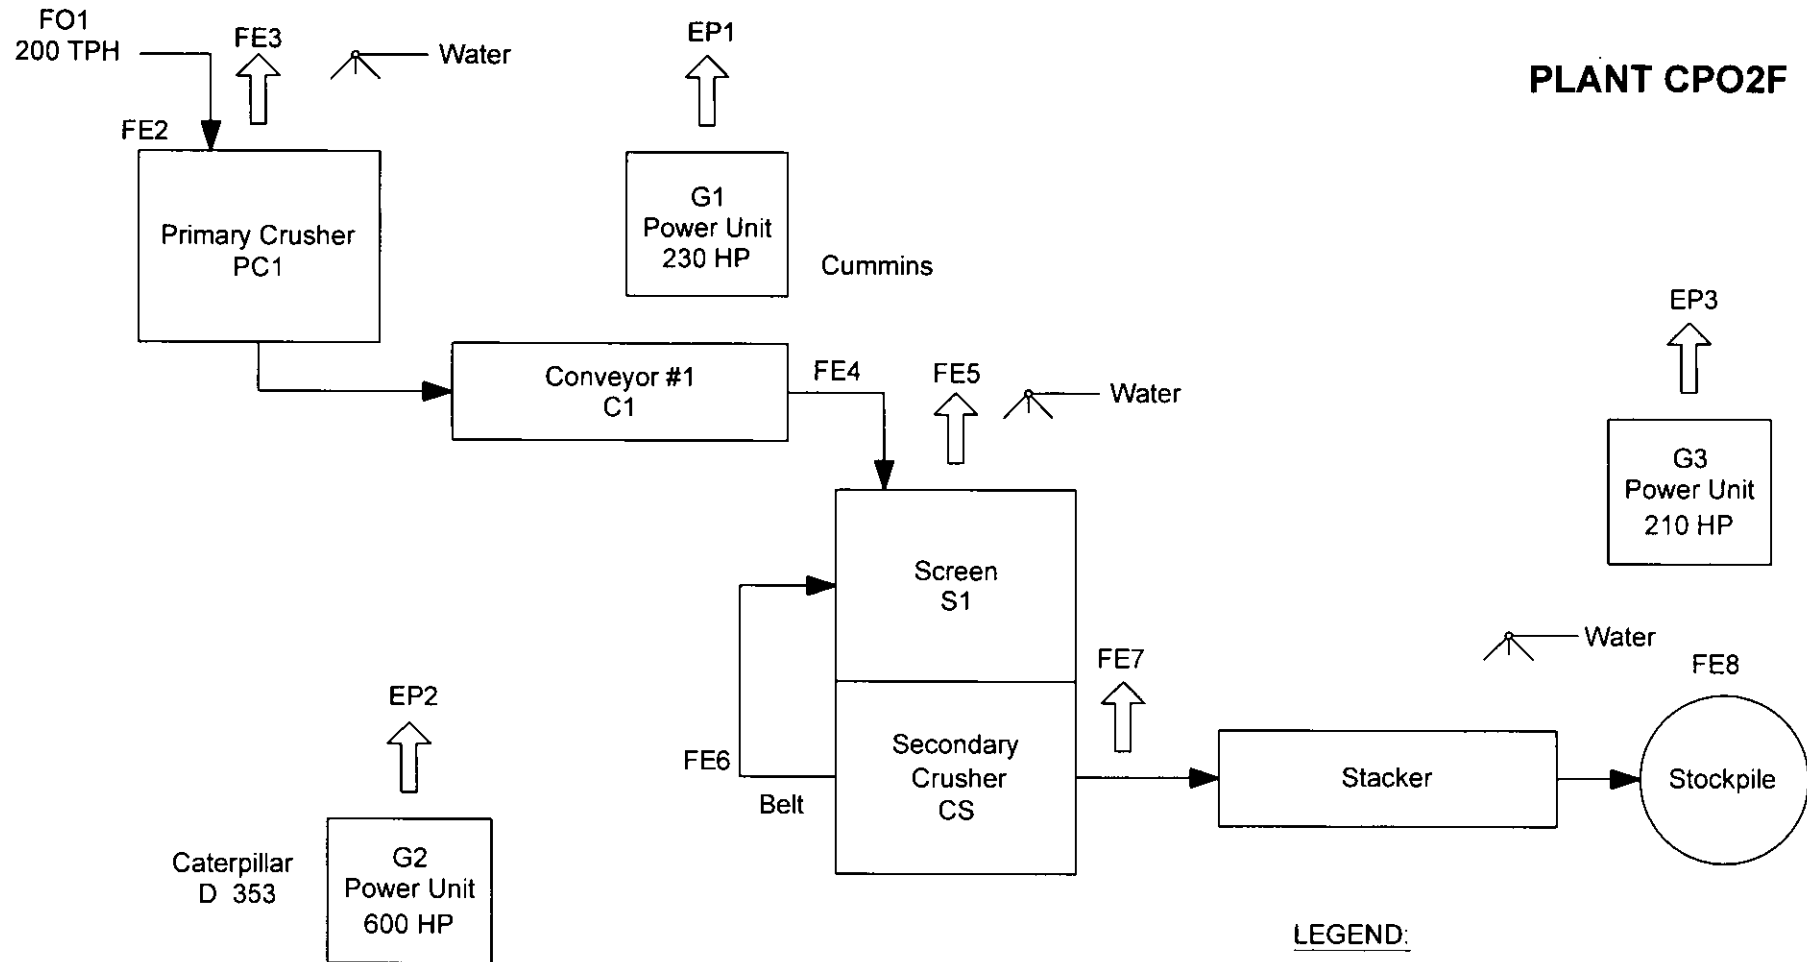 FO1
200 TPH
FE3
Water
EP1
PLANT CPO2F
FE2
Primary Crusher
PC1
G1
Power Unit
230 HP
Cummins
EP3
Conveyor #1
C1
FE4
FE5
Water
G3
Power Unit
210 HP
Screen
S1
Water
FE7
FE8
EP2
FE6
Belt
Secondary
Crusher
CS
Stacker
Stockpile
Caterpillar
D 353
G2
Power Unit
600 HP
LEGEND: